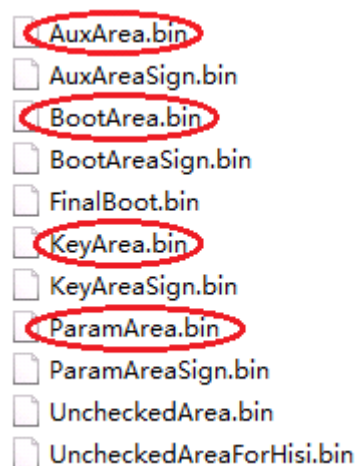 AuxArea.bin
AuxAreaSign.bin
BootArea.bin
BootAreaSign.bin
FinalBoot.bin
KeyArea.bin
KeyAreaSign.bin
ParamArea.bin
ParamAreaSign.bin
UncheckedArea.bin
UncheckedAreaForHisi.bin